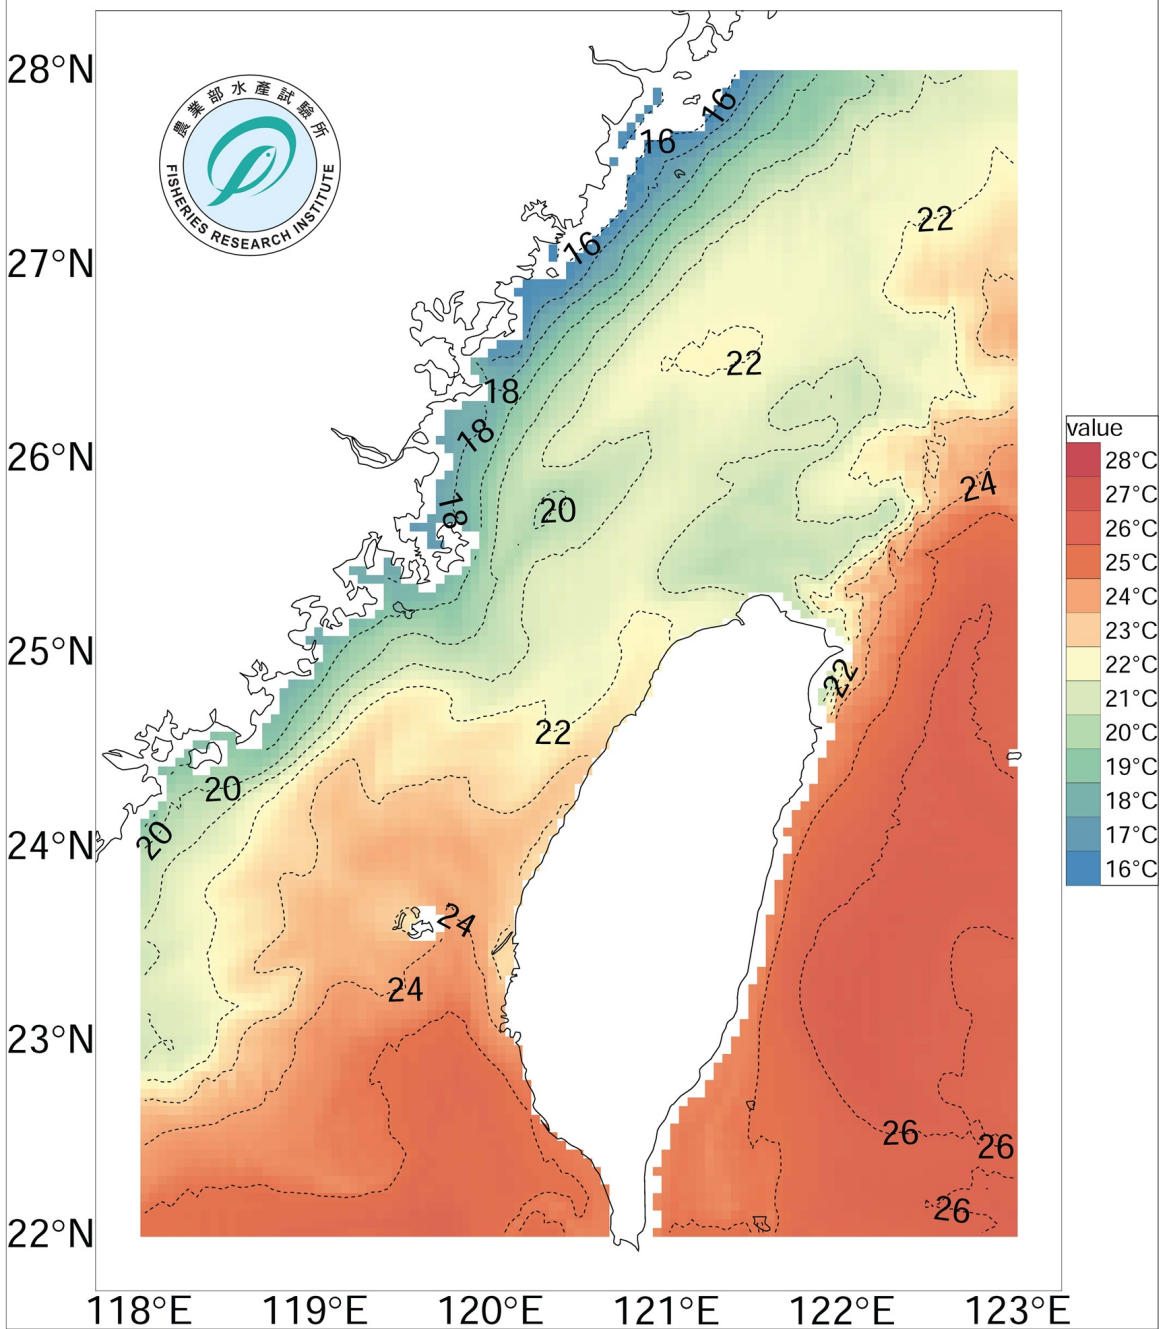 28°N
27°N
26°N
25°N
24°N
23°N
22°N
118°E 119°E 120°E 121°E 122°E 123°E
農業部水產試驗所
FISHERIES RESEARCH INSTITUTE
16
16
16
22
22
18
18
18
20
24
22
22
20
20
24
24
26
26
26
value
28°C
27°C
26°C
25°C
24°C
23°C
22°C
21°C
20°C
19°C
18°C
17°C
16°C